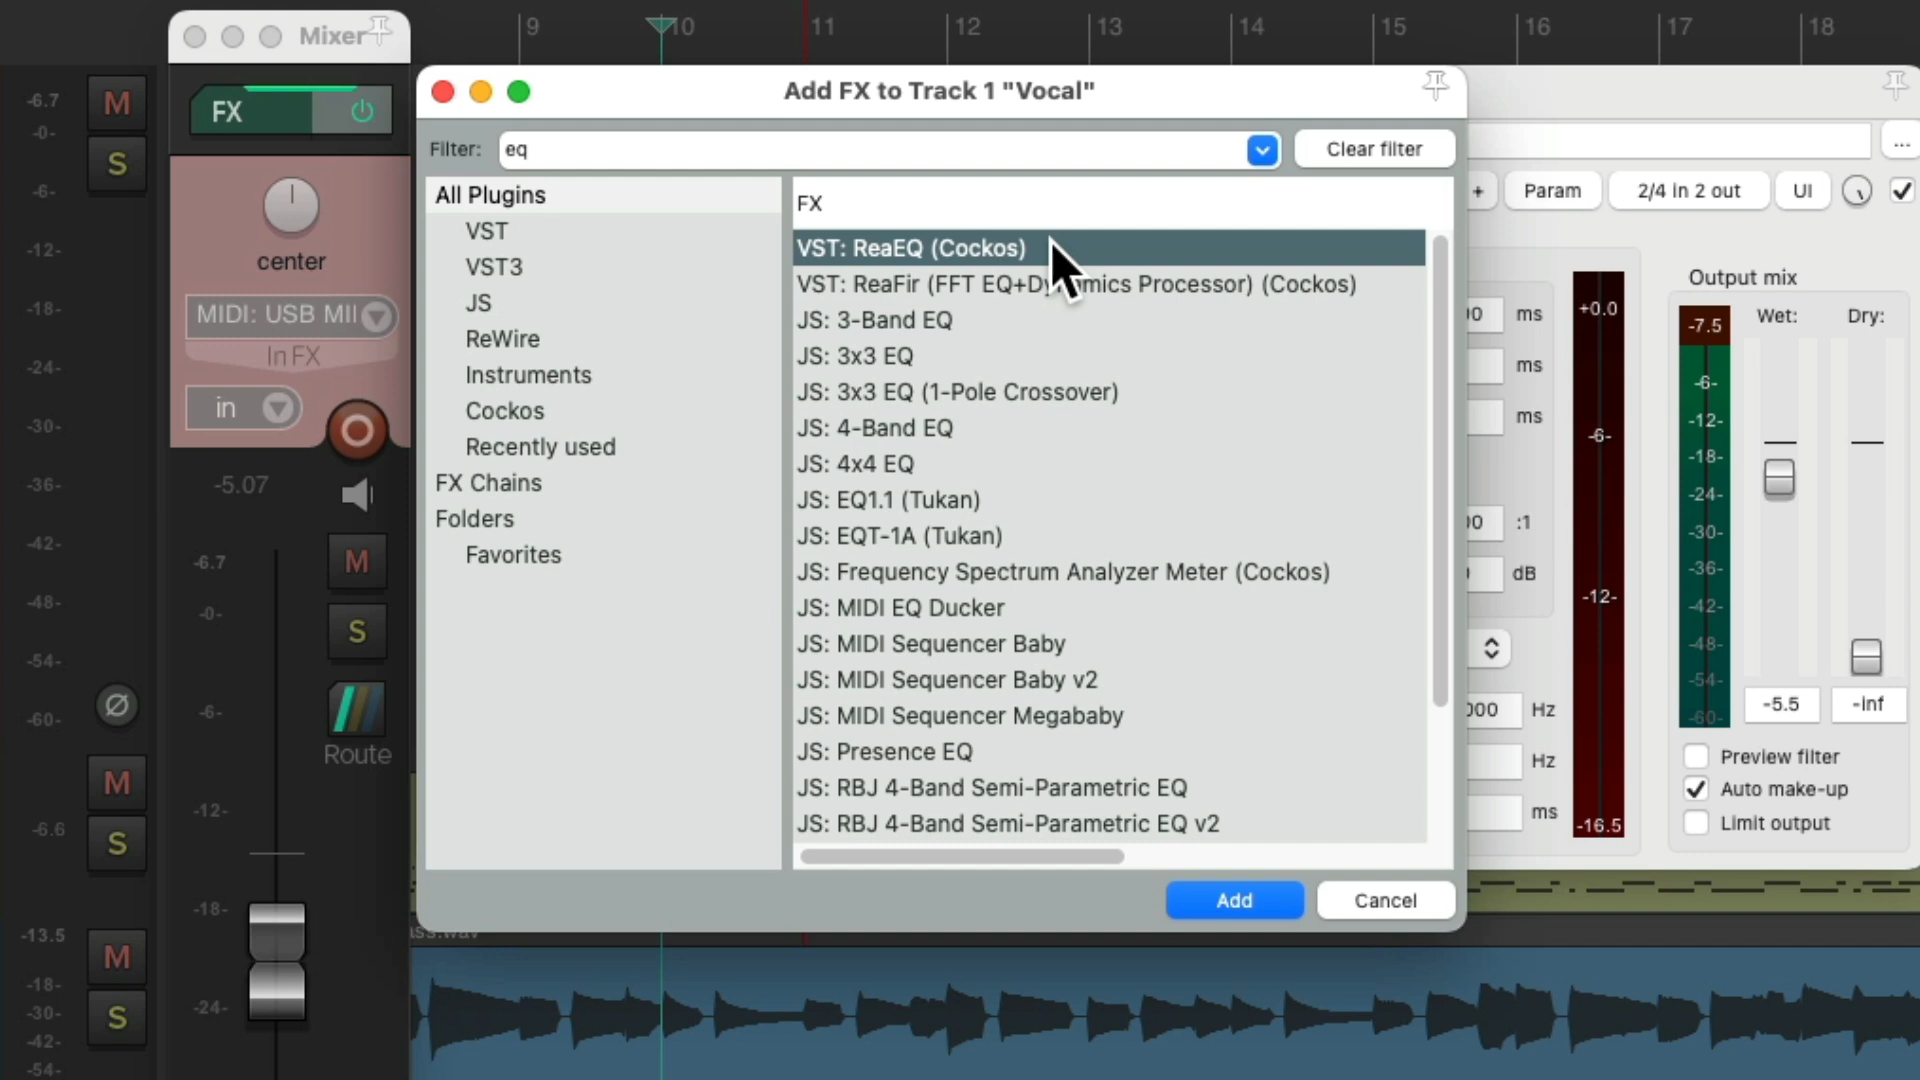 9
10
11
12
13
14
15
16
17
18
Mixer
FX
center
MIDI: USB MII
In FX
in
-5.07
-6.7
M
-0-
S
-6-
-12-
-18-
-24-
-30-
-36-
-42-
-48-
-54-
-60-
M
-6.6
S
-13.5
M
-18-
-30-
S
-42-
-54-
M
-6.7
-0-
S
-6-
Route
-12-
-18-
-24-
Add FX to Track 1 "Vocal"
Filter:
eq
Clear filter
All Plugins
VST
VST3
JS
ReWire
Instruments
Cockos
Recently used
FX Chains
Folders
Favorites
FX
VST: ReaEQ (Cockos)
VST: ReaFir (FFT EQ+Dy mics Processor) (Cockos)
JS: 3-Band EQ
JS: 3x3 EQ
JS: 3x3 EQ (1-Pole Crossover)
JS: 4-Band EQ
JS: 4x4 EQ
JS: EQ1.1 (Tukan)
JS: EQT-1A (Tukan)
JS: Frequency Spectrum Analyzer Meter (Cockos)
JS: MIDI EQ Ducker
JS: MIDI Sequencer Baby
JS: MIDI Sequencer Baby v2
JS: MIDI Sequencer Megababy
JS: Presence EQ
JS: RBJ 4-Band Semi-Parametric EQ
JS: RBJ 4-Band Semi-Parametric EQ v2
Add
Cancel
...
+
Param
2/4 in 2 out
UI
ms
ms
ms
:1
dB
Hz
Hz
ms
+0.0
-6-
-12-
-16.5
Output mix
Wet:
Dry:
-7.5
-6-
-12-
-18-
-24-
-30-
-36-
-42-
-48-
-54-
-60-
-5.5
-inf
Preview filter
Auto make-up
Limit output